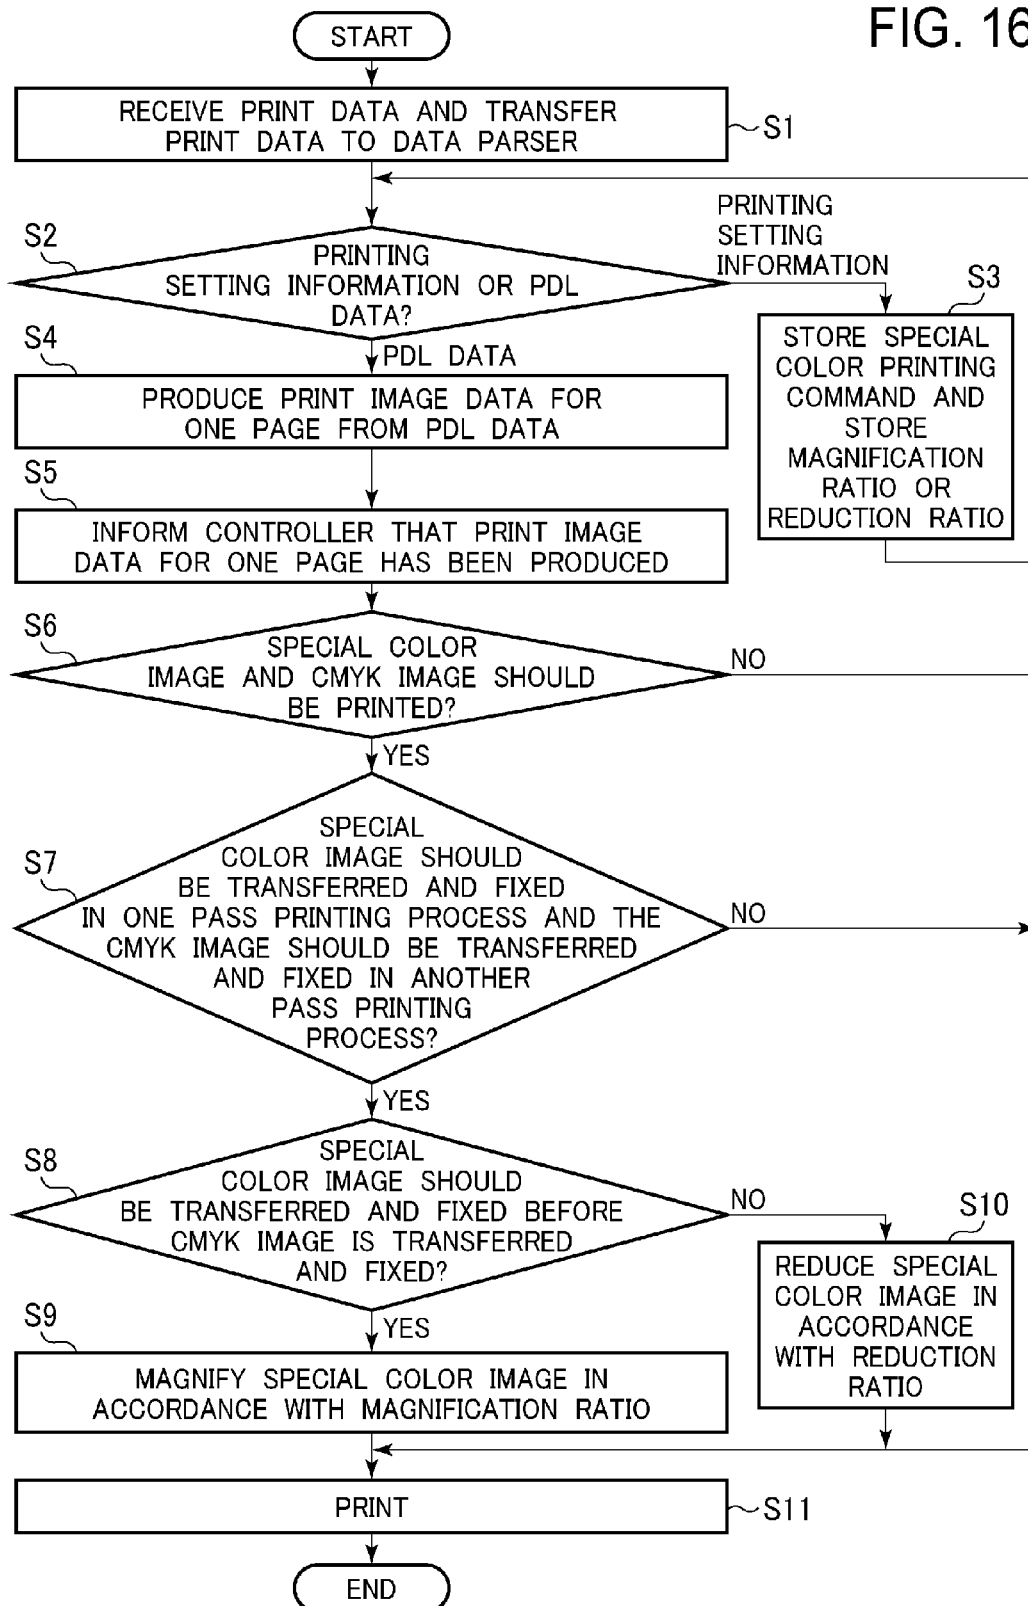 FIG. 16
START
RECEIVE PRINT DATA AND TRANSFER
PRINT DATA TO DATA PARSER
S1
S2
PRINTING
SETTING INFORMATION OR PDL
DATA?
PRINTING
SETTING
INFORMATION
S3
STORE SPECIAL
COLOR PRINTING
COMMAND AND
STORE
MAGNIFICATION
RATIO OR
REDUCTION RATIO
PDL DATA
S4
PRODUCE PRINT IMAGE DATA FOR
ONE PAGE FROM PDL DATA
S5
INFORM CONTROLLER THAT PRINT IMAGE
DATA FOR ONE PAGE HAS BEEN PRODUCED
S6
SPECIAL COLOR
IMAGE AND CMYK IMAGE SHOULD
BE PRINTED?
NO
YES
S7
SPECIAL
COLOR IMAGE SHOULD
BE TRANSFERRED AND FIXED
IN ONE PASS PRINTING PROCESS AND THE
CMYK IMAGE SHOULD BE TRANSFERRED
AND FIXED IN ANOTHER
PASS PRINTING
PROCESS?
NO
YES
S8
SPECIAL
COLOR IMAGE SHOULD
BE TRANSFERRED AND FIXED BEFORE
CMYK IMAGE IS TRANSFERRED
AND FIXED?
NO
S10
REDUCE SPECIAL
COLOR IMAGE IN
ACCORDANCE
WITH REDUCTION
RATIO
YES
S9
MAGNIFY SPECIAL COLOR IMAGE IN
ACCORDANCE WITH MAGNIFICATION RATIO
PRINT
S11
END